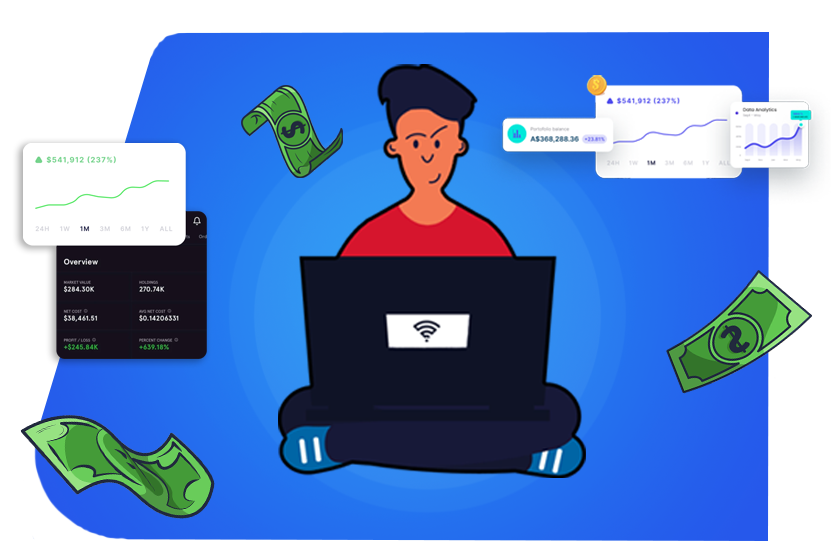 $541,912 (237%)
24H 1W 1M 3M 6M 1Y ALL
Overview
MARKET VALUE
$284.30K
HOLDINGS
270.74K
NET COST
$38,461.51
AVG NET COST
$0.14206331
PROFIT / LOSS
+$245.84K
PERCENT CHANGE
+639.18%
$
Portfolio balance
A$368,288.36
+23.81%
$541,912 (237%)
24H 1W 1M 3M 6M 1Y ALL
Data Analytics
$
$